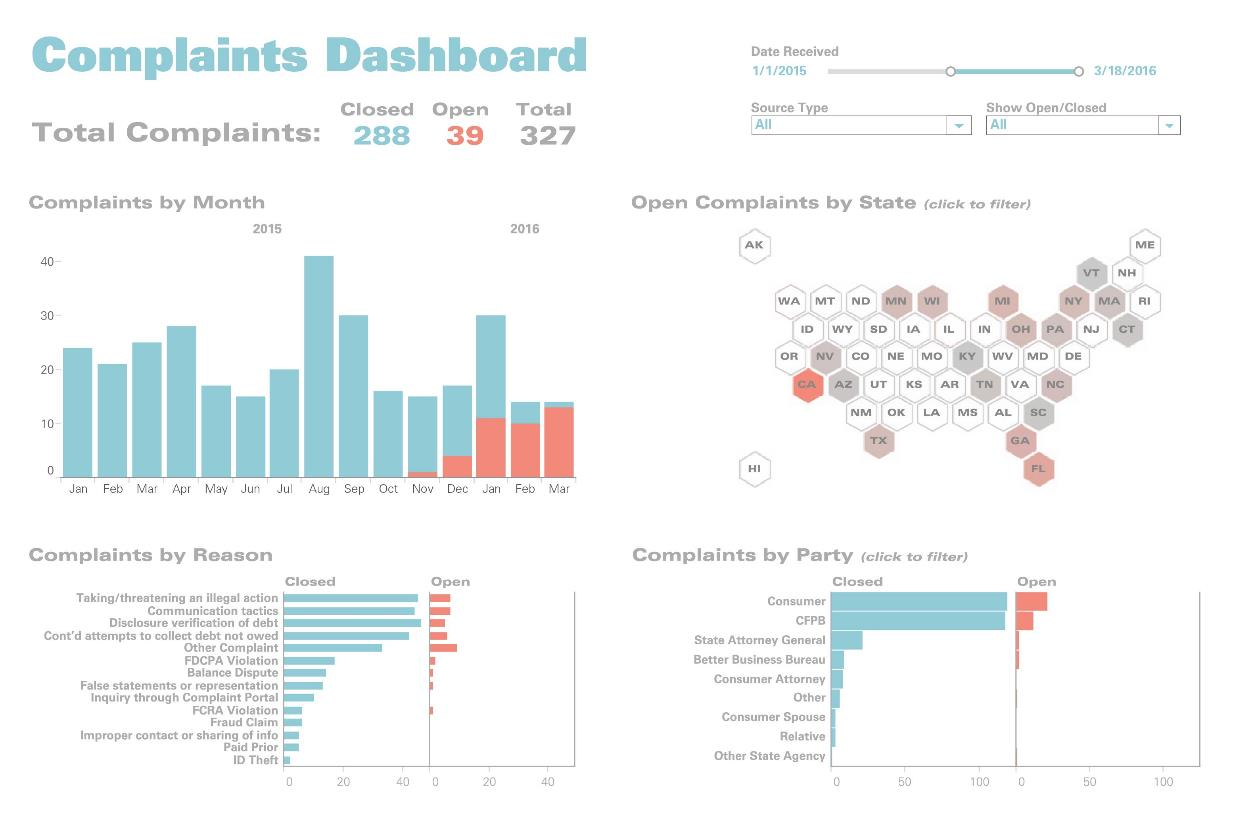 Complaints Dashboard
Total Complaints:
Closed Open Total
288 39 327
Date Received
1/1/2015 3/18/2016
Source Type Show Open/Closed
All All
Complaints by Month
2015 2016
40
30
20
10
0
Jan Feb Mar Apr May Jun Jul Aug Sep Oct Nov Dec Jan Feb Mar
Open Complaints by State (click to filter)
AK ME
VT NH
WA MT ND MN WI MI NY MA RI
ID WY SD IA IL IN OH PA NJ CT
OR NV CO NE MO KY WV MD DE
CA AZ UT KS AR TN VA NC
NM OK LA MS AL SC
TX GA
HI FL
Complaints by Reason
Closed Open
Taking/threatening an illegal action
Communication tactics
Disclosure verification of debt
Cont'd attempts to collect debt not owed
Other Complaint
FDCPA Violation
Balance Dispute
False statements or representation
Inquiry through Complaint Portal
FCRA Violation
Fraud Claim
Improper contact or sharing of info
Paid Prior
ID Theft
0 20 40 0 20 40
Complaints by Party (click to filter)
Closed Open
Consumer
CFPB
State Attorney General
Better Business Bureau
Consumer Attorney
Other
Consumer Spouse
Relative
Other State Agency
0 50 100 0 50 100